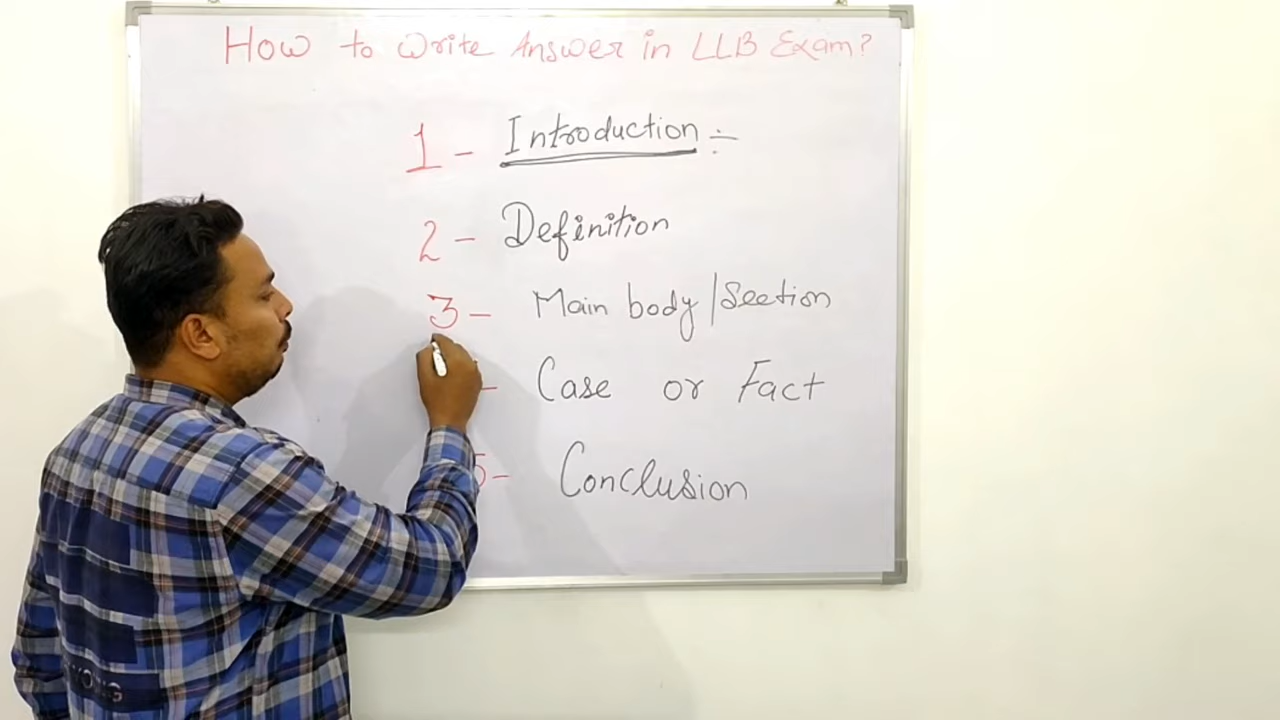 How to Write Answer in LLB Exam?
1- Introduction ÷
2- Definition
3- Main body/Section
- Case or Fact
5- Conclusion